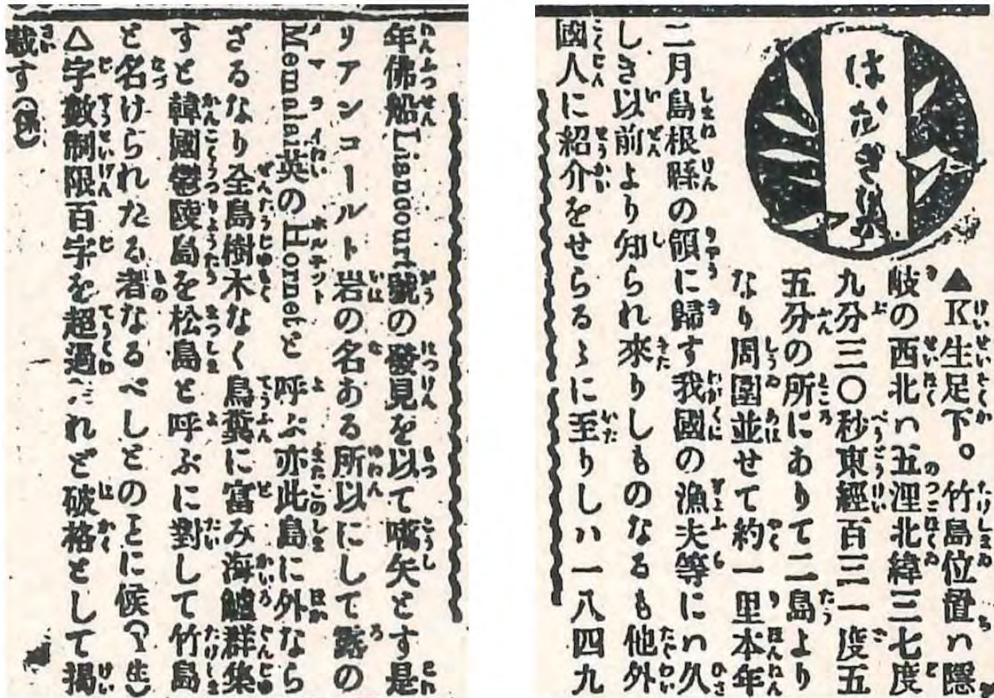 はがき集
▲K生足下。竹島位置ハ隱
岐の西北ハ五浬北緯三七度
九分三〇秒東經百三一度五
五分の所にありて二島より
なり周圍並せて約一里本年
二月島根縣の領に歸す我國の漁夫等にハ久
しき以前より知られ來りしものなるも他外
國人に紹介をせらるゝに至りしハ一八四九
年佛船Liancourt號の發見を以て嚆矢とす是
リアンコールト岩の名ある所以にして露の
Menalai英のHornetと呼ぶ亦此島に外なら
ざるなり全島樹木なく鳥糞に富み海鱸群集
すと韓國鬱陵島を松島と呼ぶに對して竹島
と名けられたる者なるべしとのことに候(?生)
△字數制限百字を超過 れど破格として掲
載す(係)